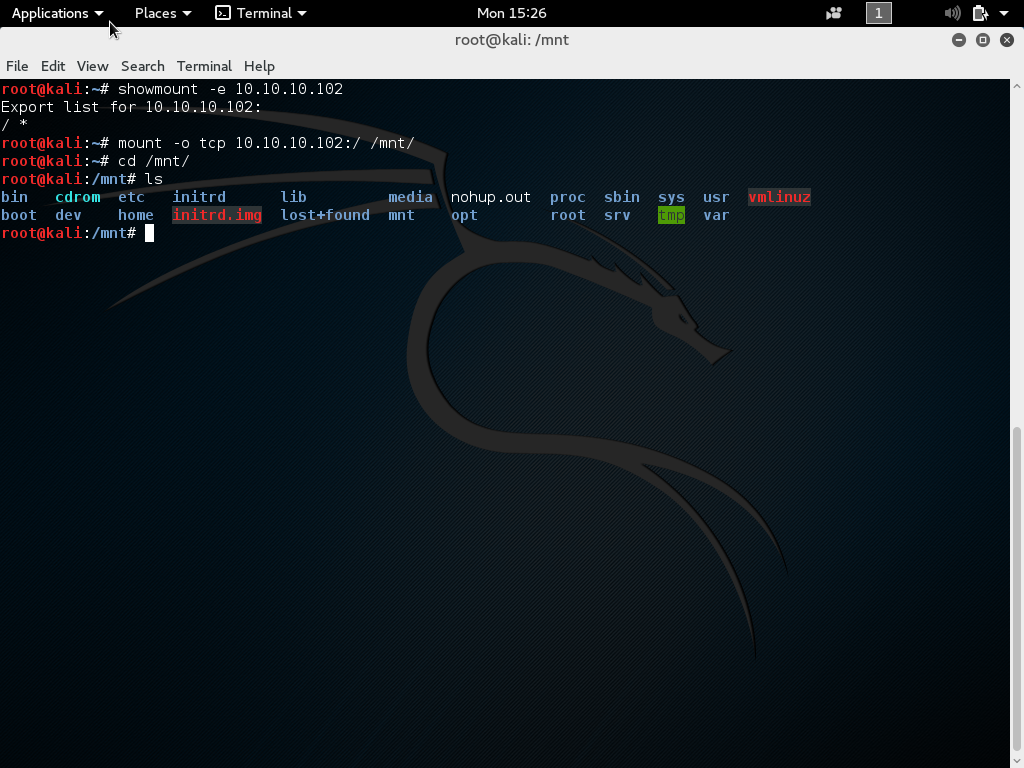 Applications Places Terminal Mon 15:26 1
root@kali: /mnt
File Edit View Search Terminal Help
root@kali:~# showmount -e 10.10.10.102
Export list for 10.10.10.102:
/ *
root@kali:~# mount -o tcp 10.10.10.102:/ /mnt/
root@kali:~# cd /mnt/
root@kali:/mnt# ls
bin cdrom etc initrd lib media nohup.out proc sbin sys usr vmlinuz
boot dev home initrd.img lost+found mnt opt root srv tmp var
root@kali:/mnt#